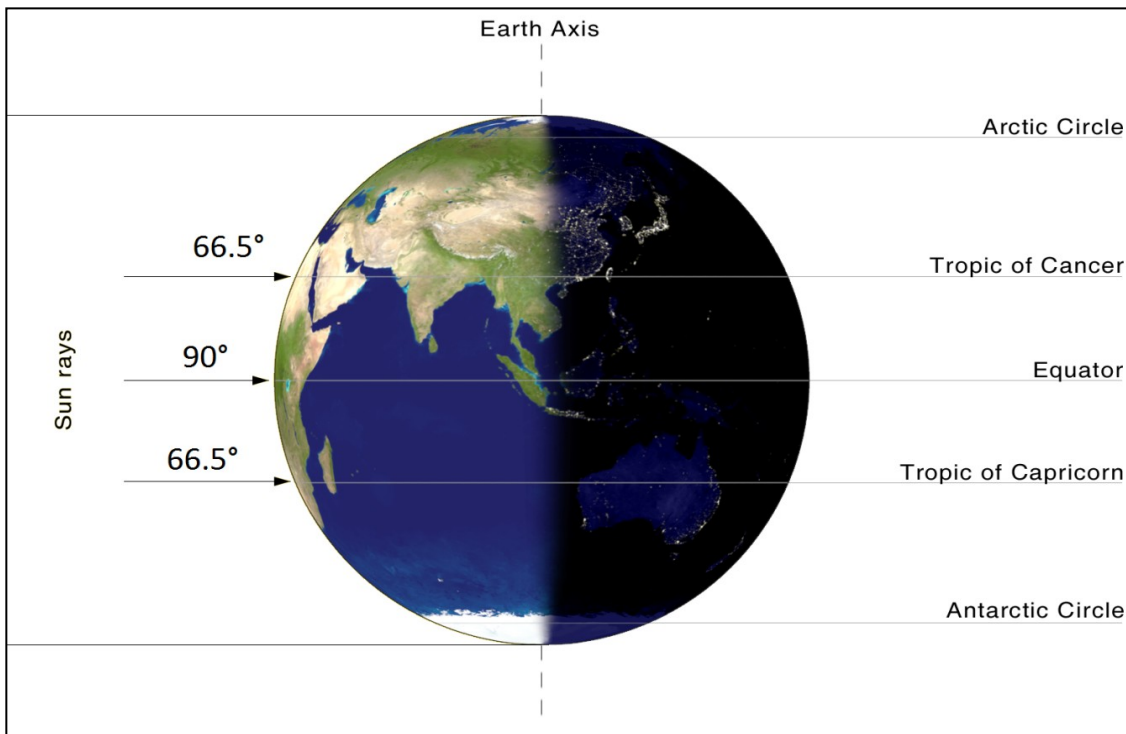 Earth Axis
Arctic Circle
66.5°
Tropic of Cancer
Sun rays
90°
Equator
66.5°
Tropic of Capricorn
Antarctic Circle